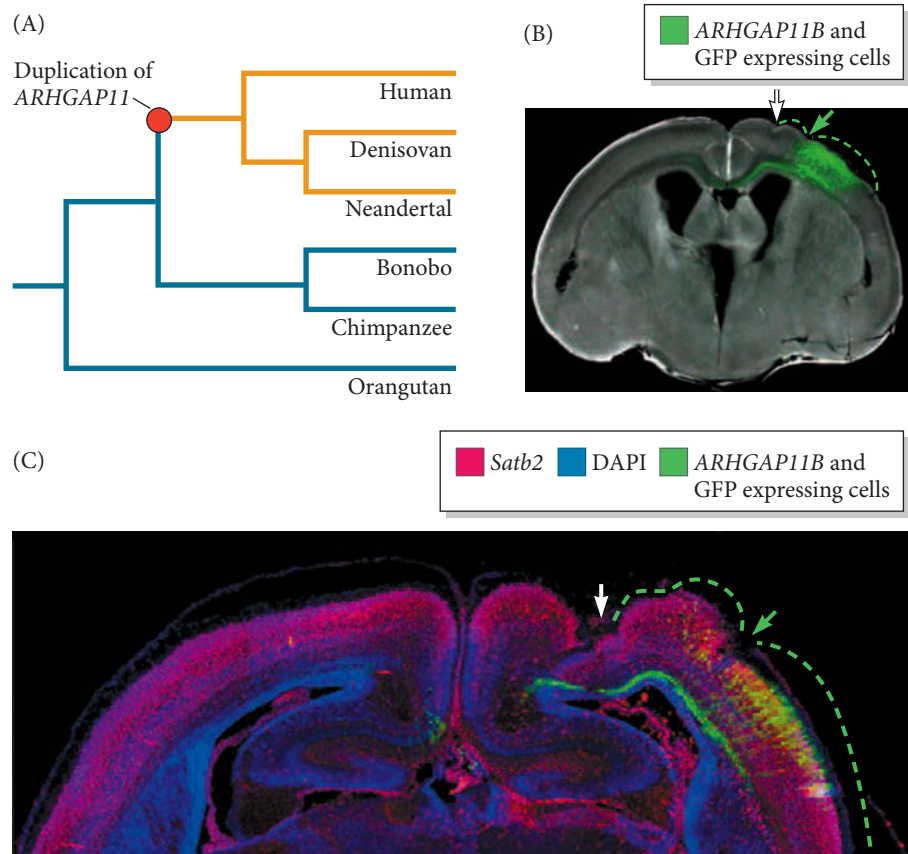 (A)
Duplication of
ARHGAP11
Human
Denisovan
Neandertal
Bonobo
Chimpanzee
Orangutan
(B)
ARHGAP11B and
GFP expressing cells
(C)
Satb2 DAPI ARHGAP11B and
GFP expressing cells